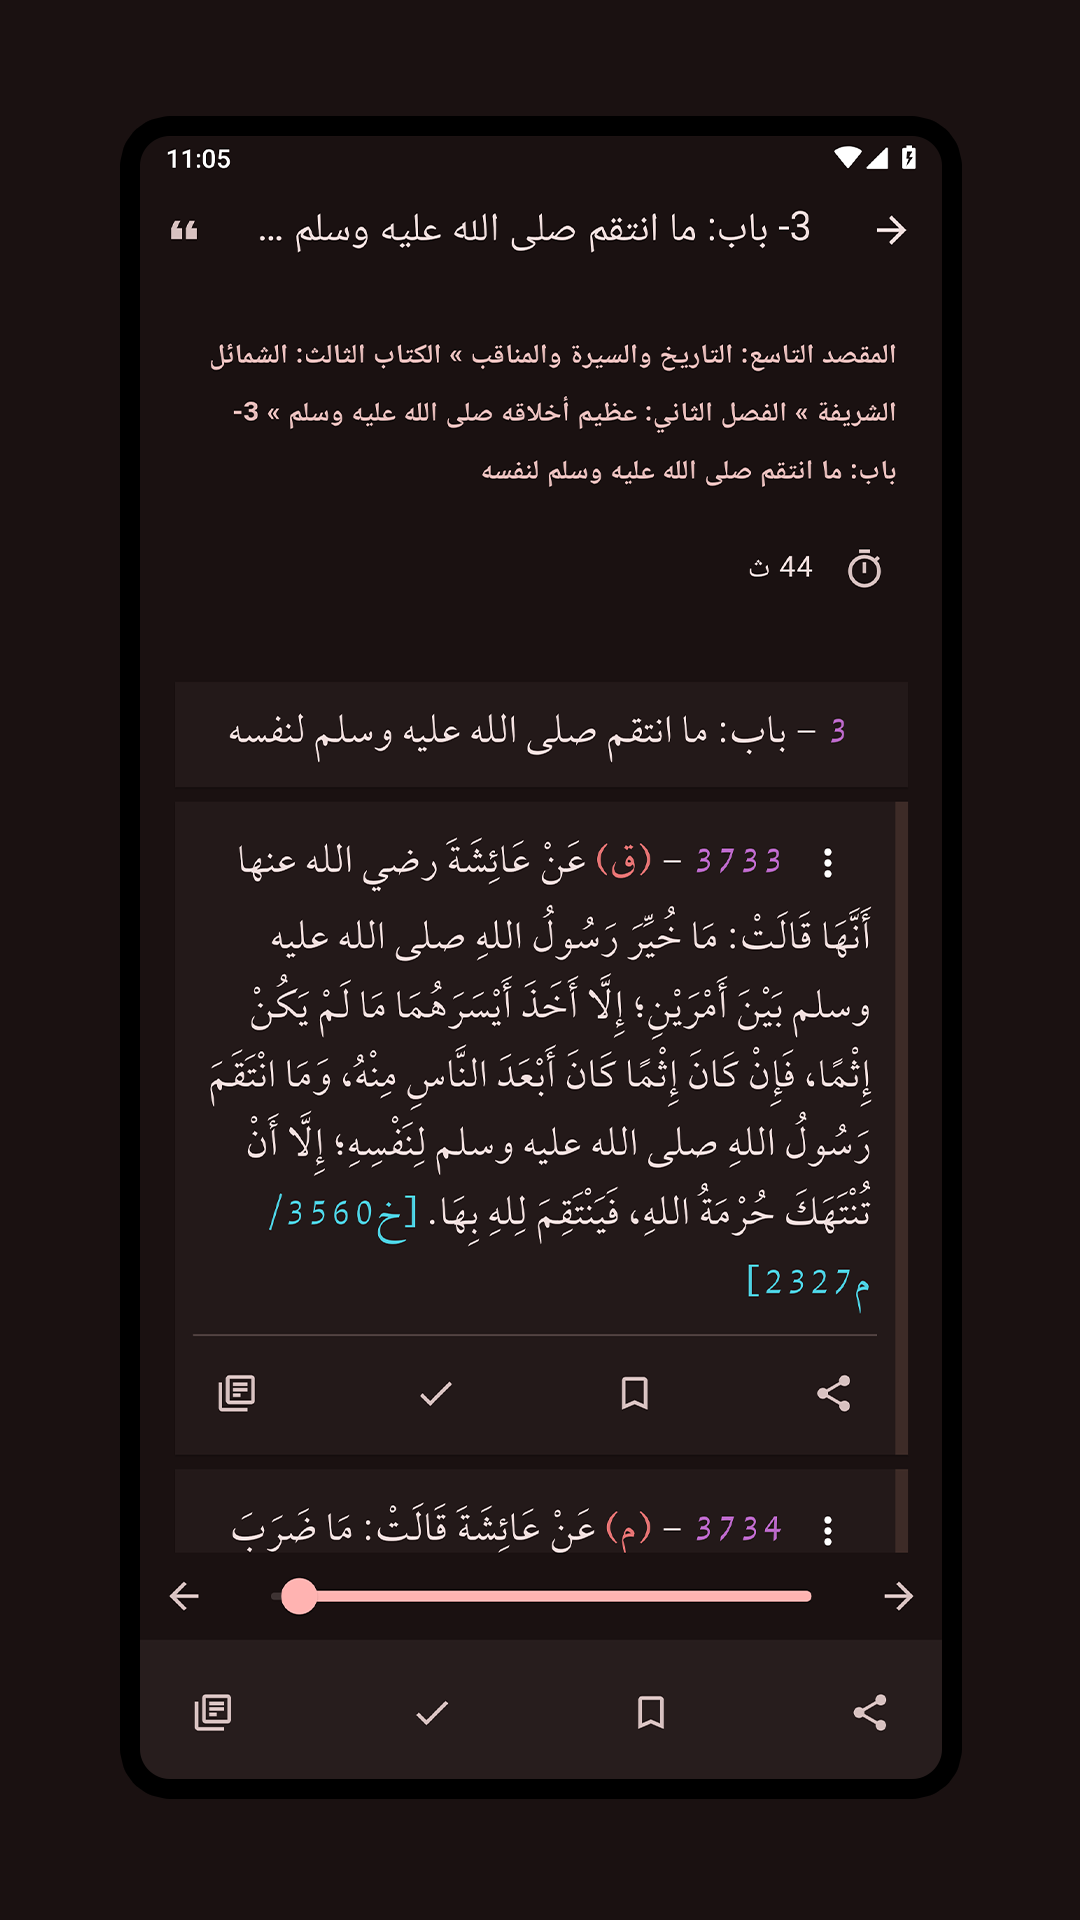 11:05
3- باب: ما انتقم صلى الله عليه وسلم ...
المقصد التاسع: التاريخ والسيرة والمناقب » الكتاب الثالث: الشمائل
الشريفة » الفصل الثاني: عظيم أخلاقه صلى الله عليه وسلم » 3-
باب: ما انتقم صلى الله عليه وسلم لنفسه
44 ث
3 – باب: ما انتقم صلى الله عليه وسلم لنفسه
3733 – (ق) عَنْ عَائِشَةَ رضي الله عنها
أَنَّهَا قَالَتْ: مَا خُيِّرَ رَسُولُ اللهِ صلى الله عليه
وسلم بَيْنَ أَمْرَيْنِ؛ إِلَّا أَخَذَ أَيْسَرَهُمَا مَا لَمْ يَكُنْ
إِثْمًا، فَإِنْ كَانَ إِثْمًا كَانَ أَبْعَدَ النَّاسِ مِنْهُ، وَمَا انْتَقَمَ
رَسُولُ اللهِ صلى الله عليه وسلم لِنَفْسِهِ؛ إِلَّا أَنْ
تُنْتَهَكَ حُرْمَةُ اللهِ، فَيَنْتَقِمَ لِلهِ بِهَا. [خ3560/
م2327]
3734 – (م) عَنْ عَائِشَةَ قَالَتْ: مَا ضَرَبَ